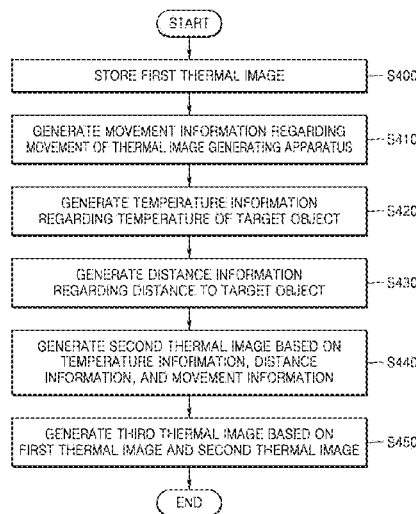 START
STORE FIRST THERMAL IMAGE
S400
GENERATE MOVEMENT INFORMATION REGARDING
MOVEMENT OF THERMAL IMAGE GENERATING APPARATUS
S410
GENERATE TEMPERATURE INFORMATION
REGARDING TEMPERATURE OF TARGET OBJECT
S420
GENERATE DISTANCE INFORMATION
REGARDING DISTANCE TO TARGET OBJECT
S430
GENERATE SECOND THERMAL IMAGE BASED ON
TEMPERATURE INFORMATION, DISTANCE
INFORMATION, AND MOVEMENT INFORMATION
S440
GENERATE THIRD THERMAL IMAGE BASED ON
FIRST THERMAL IMAGE AND SECOND THERMAL IMAGE
S450
END